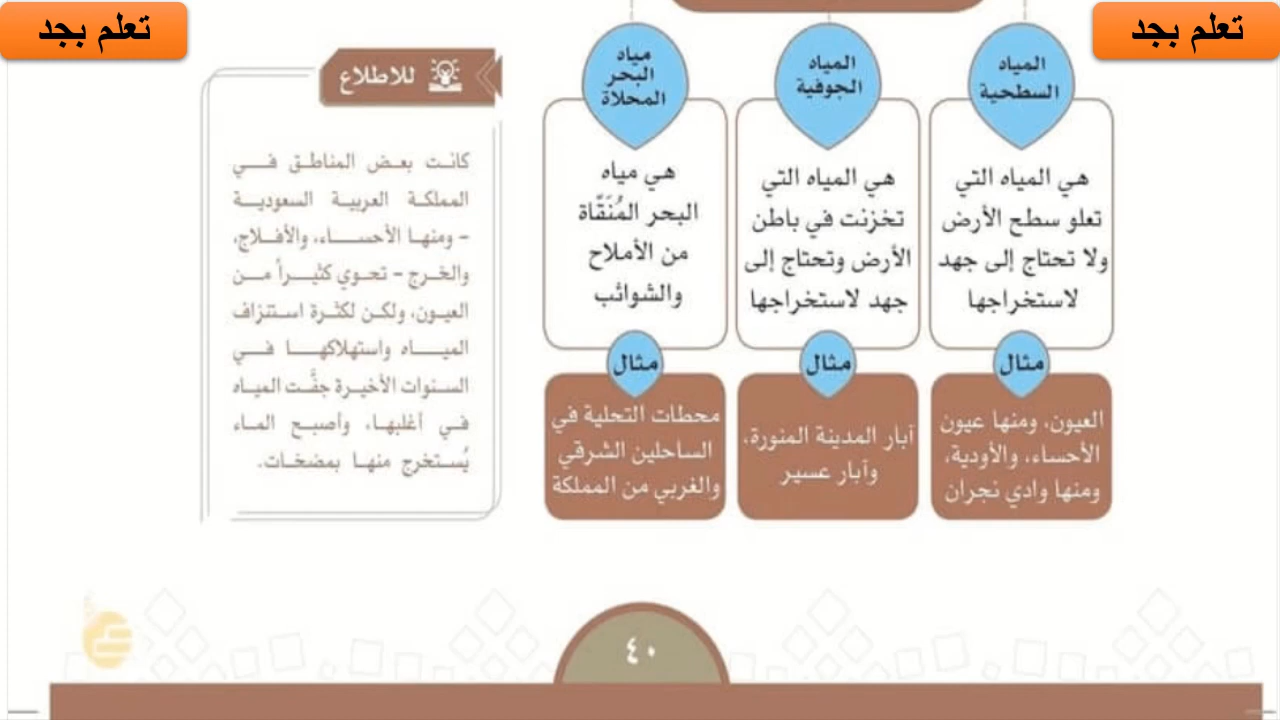 تعلم بجد
تعلم بجد
المياه
السطحية
هي المياه التي
تعلو سطح الأرض
ولا تحتاج إلى جهد
لاستخراجها
مثال
العيون، ومنها عيون
الأحساء، والأودية،
ومنها وادي نجران
المياه
الجوفية
هي المياه التي
تخزنت في باطن
الأرض وتحتاج إلى
جهد لاستخراجها
مثال
آبار المدينة المنورة،
وآبار عسير
مياه
البحر
المحلاة
هي مياه
البحر المُنَقَّاة
من الأملاح
والشوائب
مثال
محطات التحلية في
الساحلين الشرقي
والغربي من المملكة
للاطلاع
كانت بعض المناطق في
المملكة العربية السعودية
- ومنها الأحساء، والأفلاج،
والخرج - تحوي كثيراً من
العيون، ولكن لكثرة استنزاف
المياه واستهلاكها في
السنوات الأخيرة جفَّت المياه
في أغلبها، وأصبح الماء
يُستخرج منها بمضخات.
٤٠